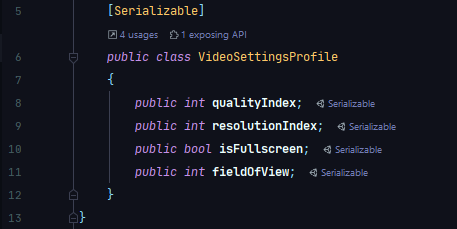 5 [Serializable]
4 usages 1 exposing API
6 public class VideoSettingsProfile
7 {
8 public int qualityIndex; Serializable
9 public int resolutionIndex; Serializable
10 public bool isFullscreen; Serializable
11 public int fieldOfView; Serializable
12 }
13 }